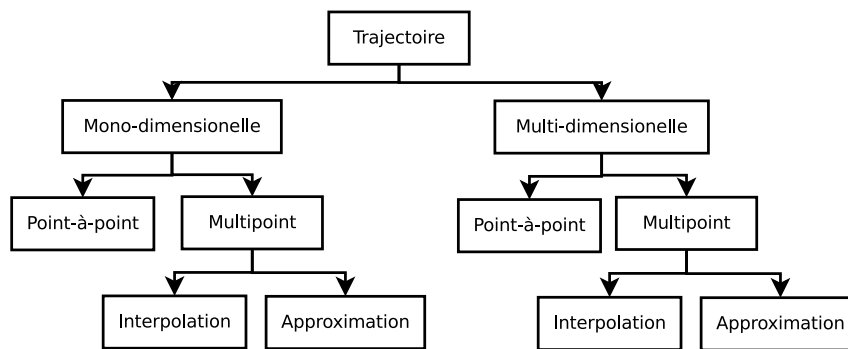 Trajectoire
Mono-dimensionelle
Multi-dimensionelle
Point-à-point
Multipoint
Point-à-point
Multipoint
Interpolation
Approximation
Interpolation
Approximation